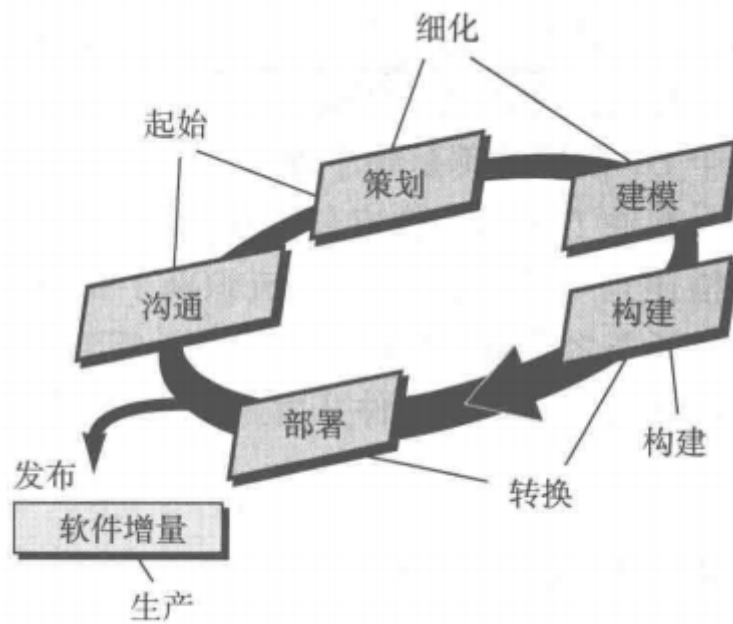 细化
起始
策划
建模
沟通
构建
部署
构建
发布
转换
软件增量
生产